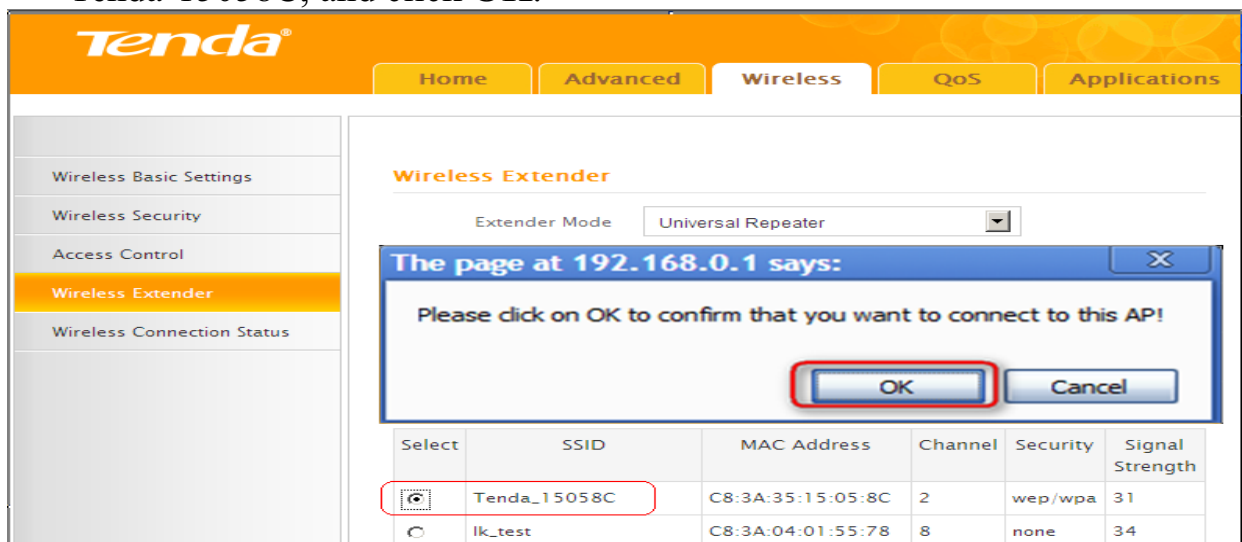 Tenda®
Home Advanced Wireless QoS Applications
Wireless Basic Settings
Wireless Security
Access Control
Wireless Extender
Wireless Connection Status
Wireless Extender
Extender Mode Universal Repeater
The page at 192.168.0.1 says:
Please click on OK to confirm that you want to connect to this AP!
OK Cancel
Select SSID MAC Address Channel Security Signal Strength
Tenda_15058C C8:3A:35:15:05:8C 2 wep/wpa 31
lk_test C8:3A:04:01:55:78 8 none 34